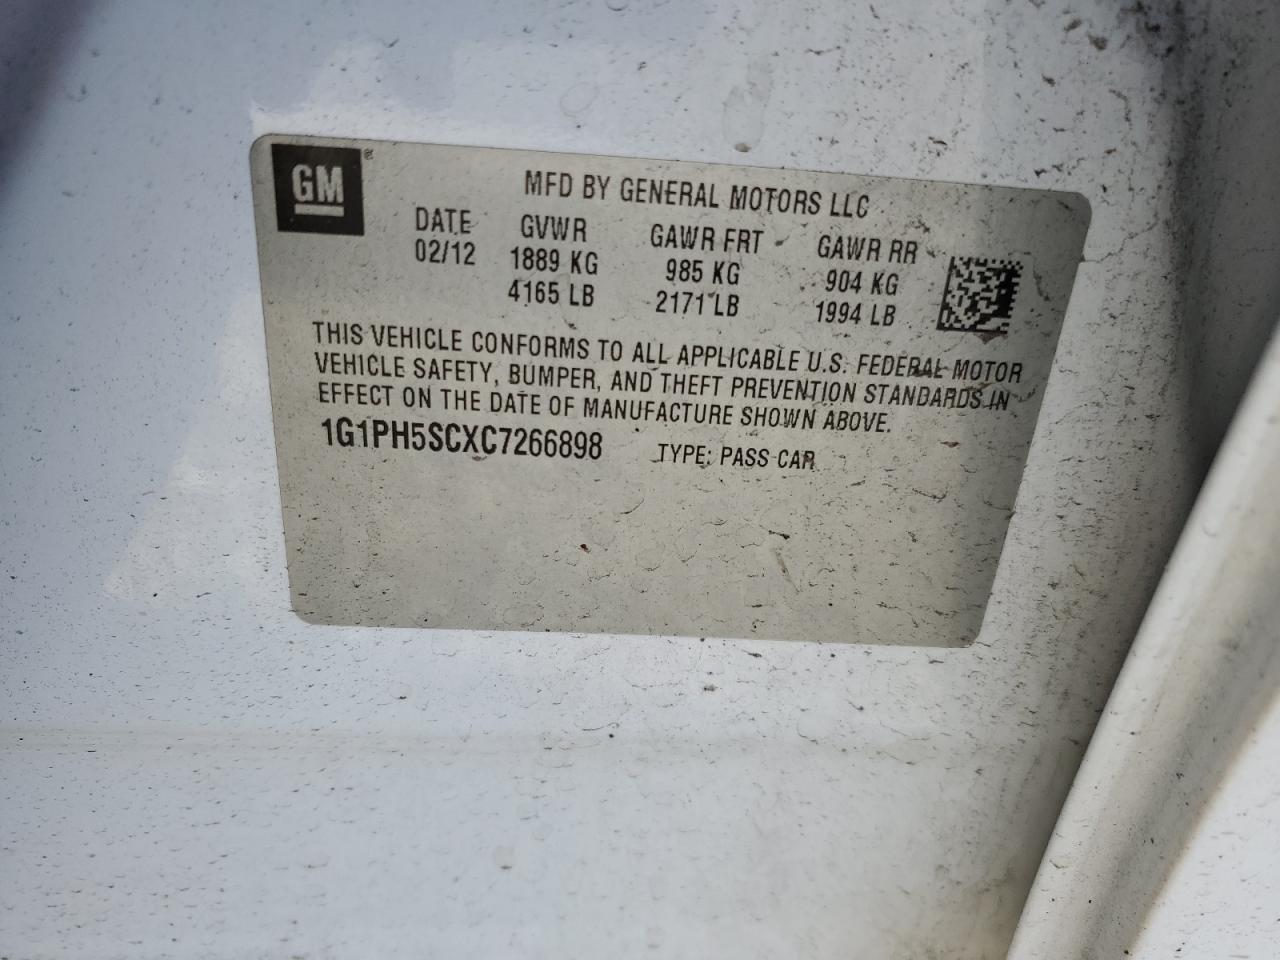 GM®
MFD BY GENERAL MOTORS LLC
DATE GVWR GAWR FRT GAWR RR
02/12 1889 KG 985 KG 904 KG
4165 LB 2171 LB 1994 LB
THIS VEHICLE CONFORMS TO ALL APPLICABLE U.S. FEDERAL MOTOR
VEHICLE SAFETY, BUMPER, AND THEFT PREVENTION STANDARDS IN
EFFECT ON THE DATE OF MANUFACTURE SHOWN ABOVE.
1G1PH5SCXC7266898 TYPE: PASS CAR